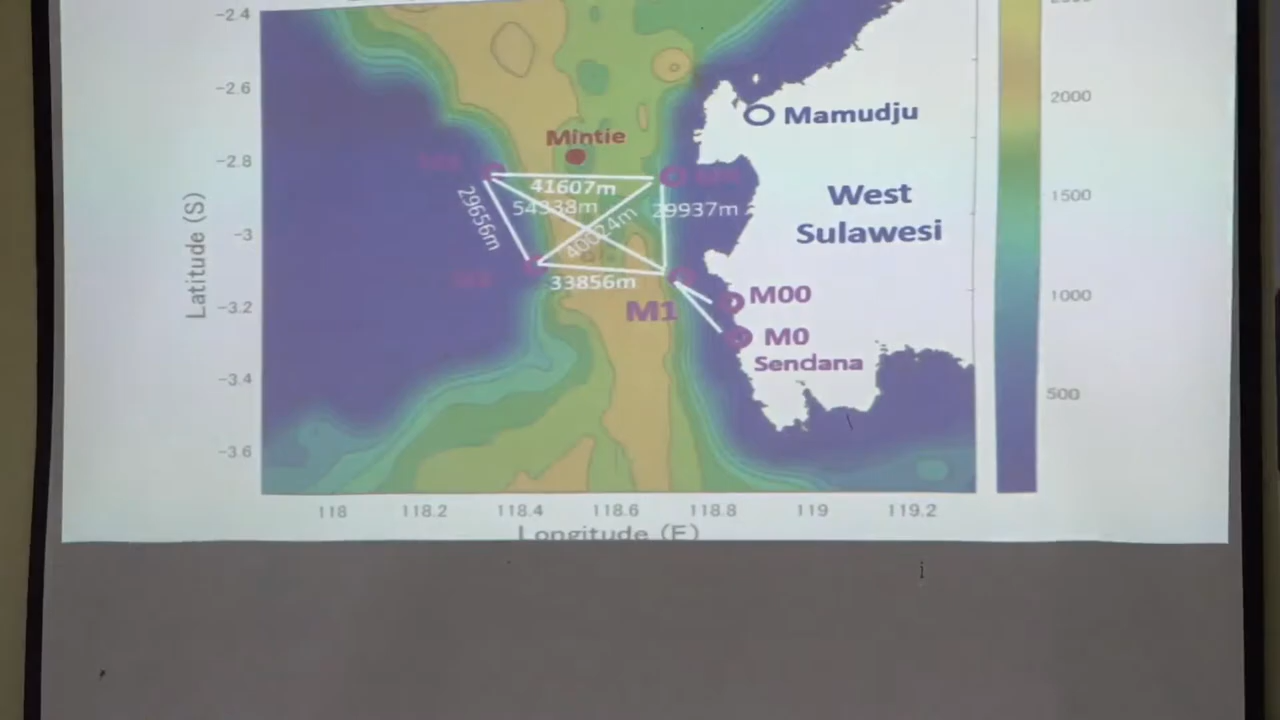 -2.4
-2.6
-2.8
-3
-3.2
-3.4
-3.6
Latitude (S)
118
118.2
118.4
118.6
118.8
119
119.2
Longitude (E)
Mintie
Mamudju
West
Sulawesi
41607m
54338m
29937m
29656m
40024m
33856m
M1
M00
M0
Sendana
2000
1500
1000
500